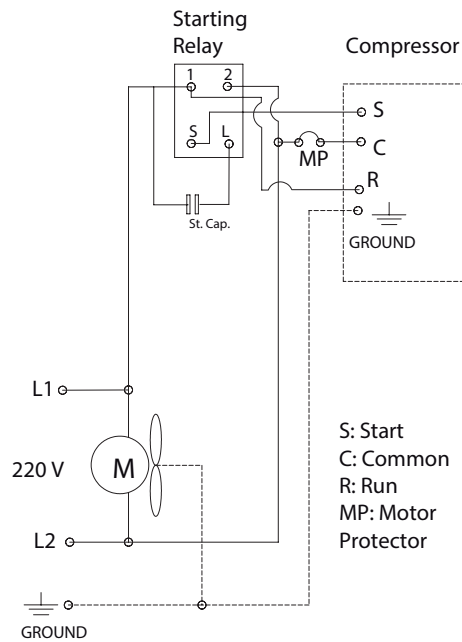 Starting
Relay
Compressor
1 2
S L
St. Cap.
S
C
MP
R
GROUND
L1
220 V
M
L2
GROUND
S: Start
C: Common
R: Run
MP: Motor
Protector